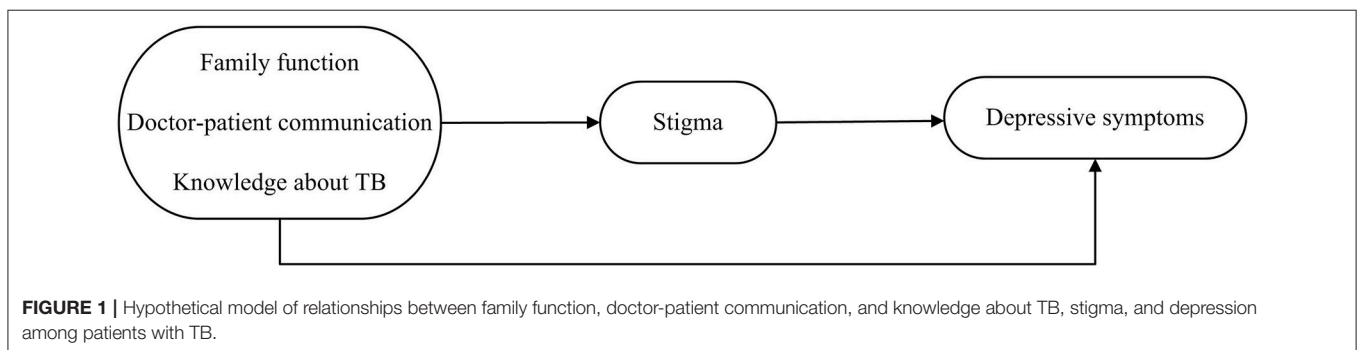 Family function
Doctor-patient communication
Knowledge about TB
Stigma
Depressive symptoms
FIGURE 1 | Hypothetical model of relationships between family function, doctor-patient communication, and knowledge about TB, stigma, and depression
among patients with TB.